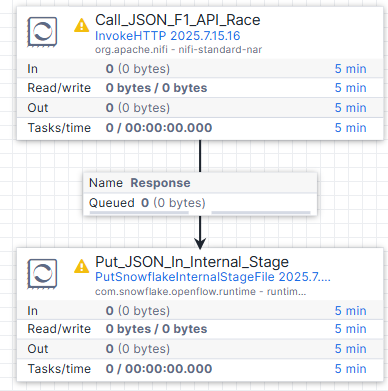 Call_JSON_F1_API_Race
InvokeHTTP 2025.7.15.16
org.apache.nifi - nifi-standard-nar
In 0 (0 bytes) 5 min
Read/write 0 bytes / 0 bytes 5 min
Out 0 (0 bytes) 5 min
Tasks/time 0 / 00:00:00.000 5 min
Name Response
Queued 0 (0 bytes)
Put_JSON_In_Internal_Stage
PutSnowflakeInternalStageFile 2025.7....
com.snowflake.openflow.runtime - runtim...
In 0 (0 bytes) 5 min
Read/write 0 bytes / 0 bytes 5 min
Out 0 (0 bytes) 5 min
Tasks/time 0 / 00:00:00.000 5 min